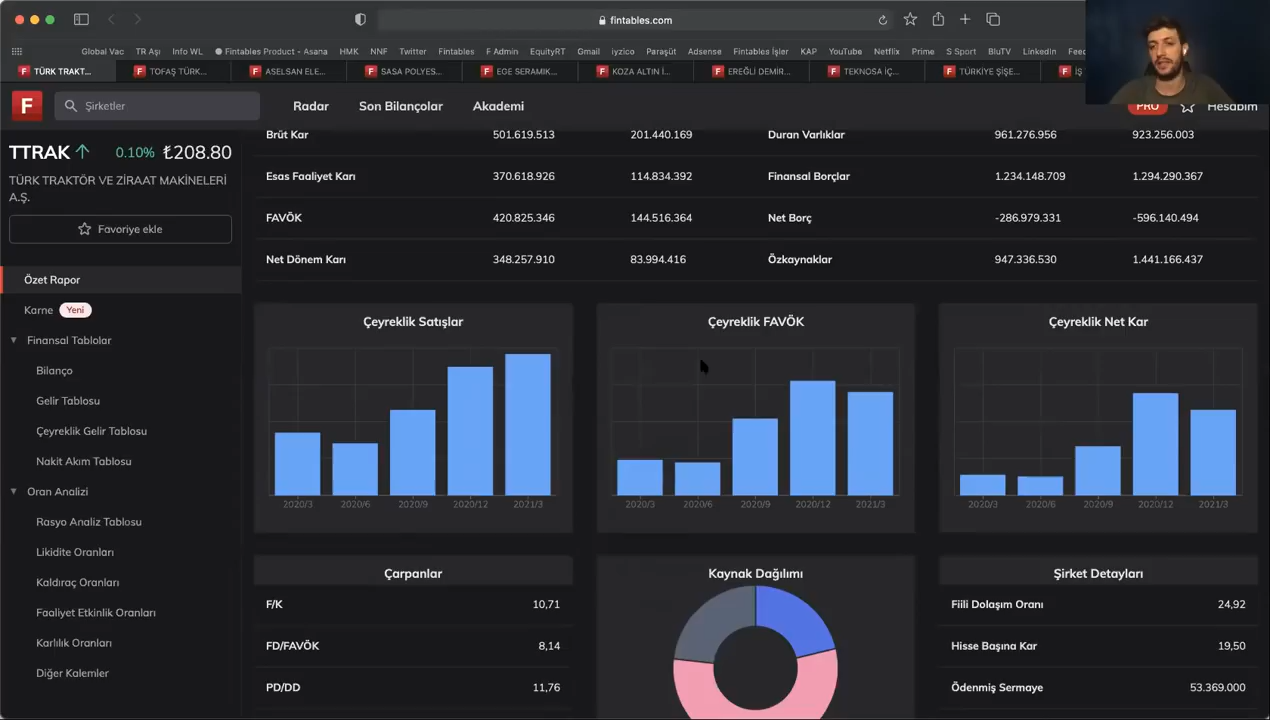 fintables.com
Global Vac TR Aşı Info WL Fintables Product - Asana HMK NNF Twitter Fintables F Admin EquityRT Gmail iyzico Paraşüt Adsense Fintables İşler KAP YouTube Netflix Prime S Sport BluTV LinkedIn
TÜRK TRAKT... TOFAŞ TÜRK... ASELSAN ELE... SASA POLYES... EGE SERAMIK... KOZA ALTIN İ... EREĞLİ DEMİR... TEKNOSA İÇ... TÜRKİYE ŞİŞE... İŞ
F Şirketler Radar Son Bilançolar Akademi PRO Hesabım
TTRAK 0.10% ₺208.80
TÜRK TRAKTÖR VE ZİRAAT MAKİNELERİ
A.Ş.
Favoriye ekle
Özet Rapor
Karne Yeni
Finansal Tablolar
Bilanço
Gelir Tablosu
Çeyreklik Gelir Tablosu
Nakit Akım Tablosu
Oran Analizi
Rasyo Analiz Tablosu
Likidite Oranları
Kaldıraç Oranları
Faaliyet Etkinlik Oranları
Karlılık Oranları
Diğer Kalemler
Brüt Kar 501.619.513 201.440.169 Duran Varlıklar 961.276.956 923.256.003
Esas Faaliyet Karı 370.618.926 114.834.392 Finansal Borçlar 1.234.148.709 1.294.290.367
FAVÖK 420.825.346 144.516.364 Net Borç -286.979.331 -596.140.494
Net Dönem Karı 348.257.910 83.994.416 Özkaynaklar 947.336.530 1.441.166.437
Çeyreklik Satışlar
2020/3 2020/6 2020/9 2020/12 2021/3
Çeyreklik FAVÖK
2020/3 2020/6 2020/9 2020/12 2021/3
Çeyreklik Net Kar
2020/3 2020/6 2020/9 2020/12 2021/3
Çarpanlar
F/K 10,71
FD/FAVÖK 8,14
PD/DD 11,76
Kaynak Dağılımı
Şirket Detayları
Fiili Dolaşım Oranı 24,92
Hisse Başına Kar 19,50
Ödenmiş Sermaye 53.369.000